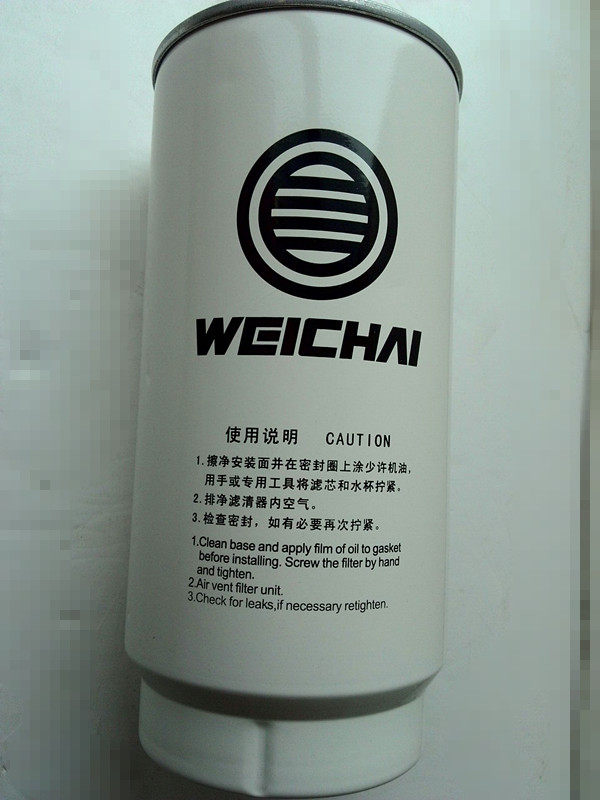 WEICHAI
使用说明 CAUTION
1.擦净安装面并在密封圈上涂少许机油，
用手或专用工具将滤芯和水杯拧紧。
2.排净滤清器内空气。
3.检查密封，如有必要再次拧紧。
1.Clean base and apply film of oil to gasket
before installing. Screw the filter by hand
and tighten.
2.Air vent filter unit.
3.Check for leaks,if necessary retighten.